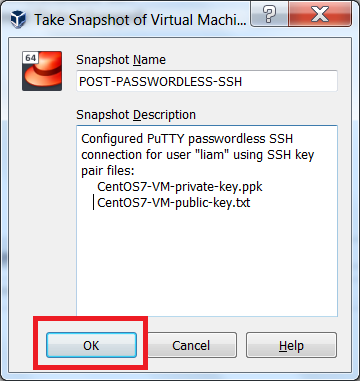 Take Snapshot of Virtual Machi...
?
64
Snapshot Name
POST-PASSWORDLESS-SSH
Snapshot Description
Configured PuTTY passwordless SSH
connection for user "liam" using SSH key
pair files:
CentOS7-VM-private-key.ppk
CentOS7-VM-public-key.txt
OK
Cancel
Help